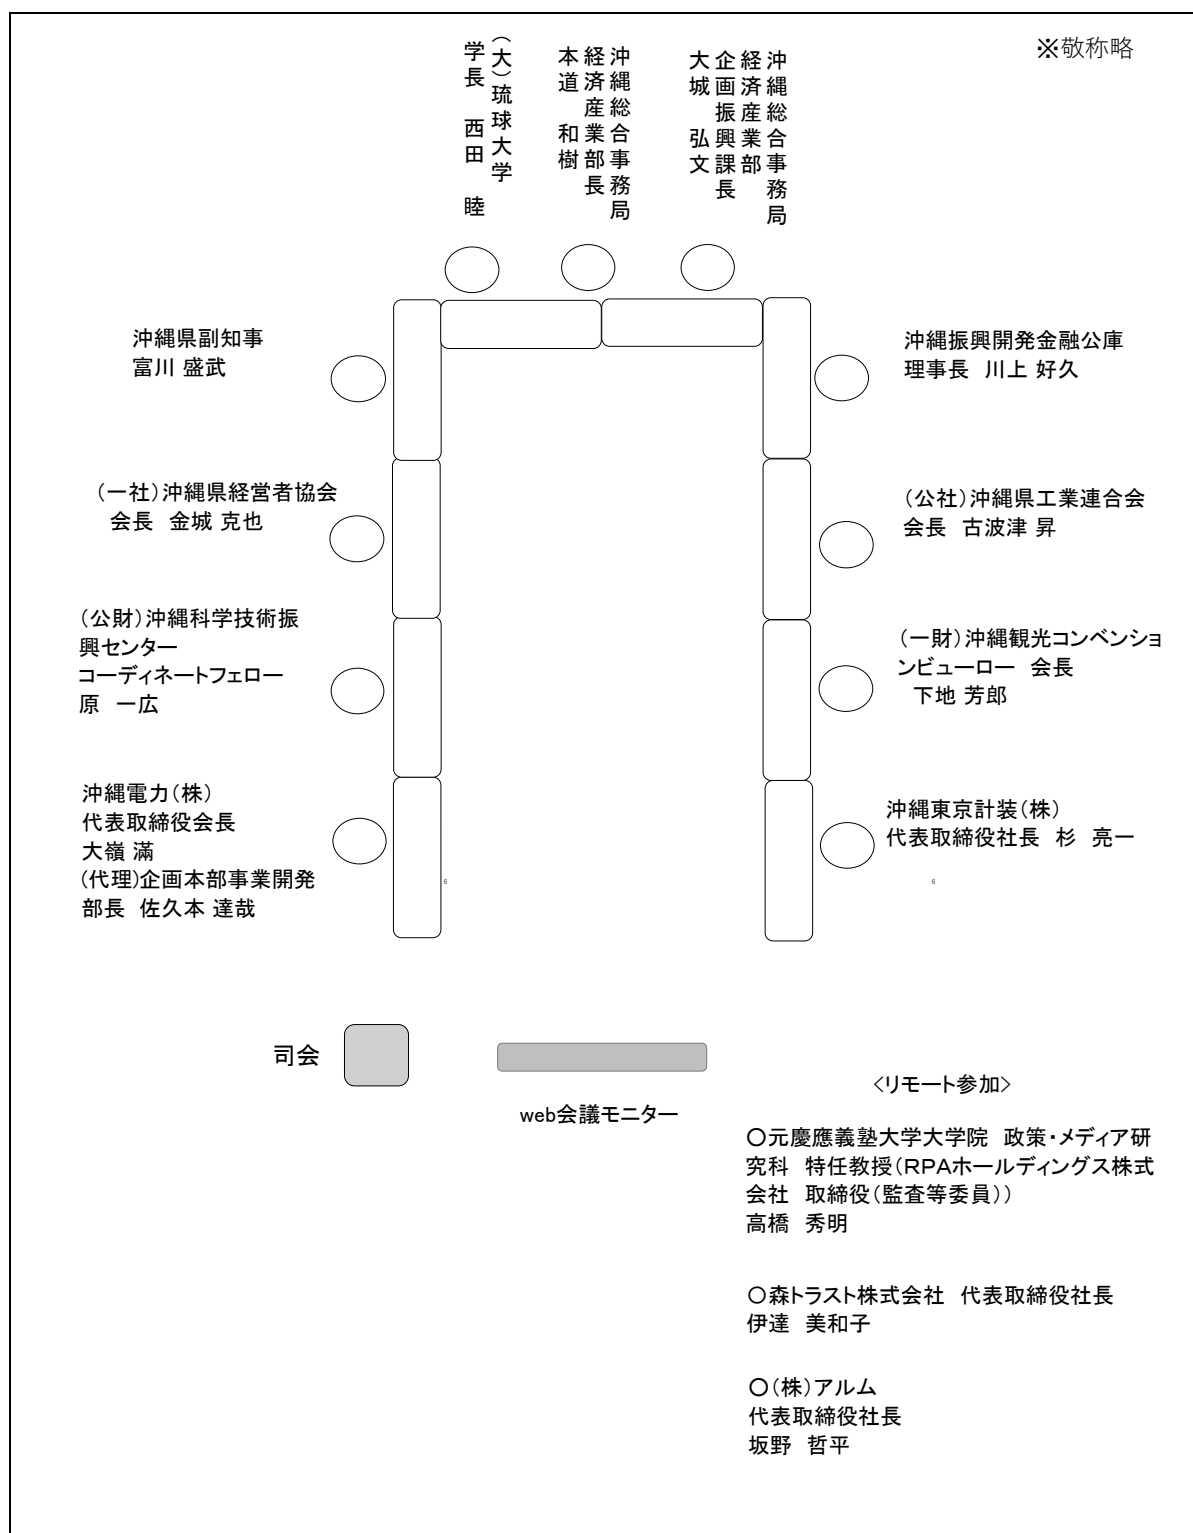 ※敬称略
(大)琉球大学
学長 西田 睦
沖縄総合事務局
経済産業部長
本道 和樹
沖縄総合事務局
経済産業部
企画振興課長
大城 弘文
沖縄県副知事
富川 盛武
沖縄振興開発金融公庫
理事長 川上 好久
(一社)沖縄県経営者協会
会長 金城 克也
(公社)沖縄県工業連合会
会長 古波津 昇
(公財)沖縄科学技術振
興センター
コーディネートフェロー
原 一広
(一財)沖縄観光コンベンショ
ンビューロー 会長
下地 芳郎
沖縄電力(株)
代表取締役会長
大嶺 滿
(代理)企画本部事業開発
部長 佐久本 達哉
沖縄東京計装(株)
代表取締役社長 杉 亮一
6
6
司会
web会議モニター
<リモート参加>
〇元慶應義塾大学大学院 政策・メディア研
究科 特任教授(RPAホールディングス株式
会社 取締役(監査等委員))
高橋 秀明
〇森トラスト株式会社 代表取締役社長
伊達 美和子
〇(株)アルム
代表取締役社長
坂野 哲平